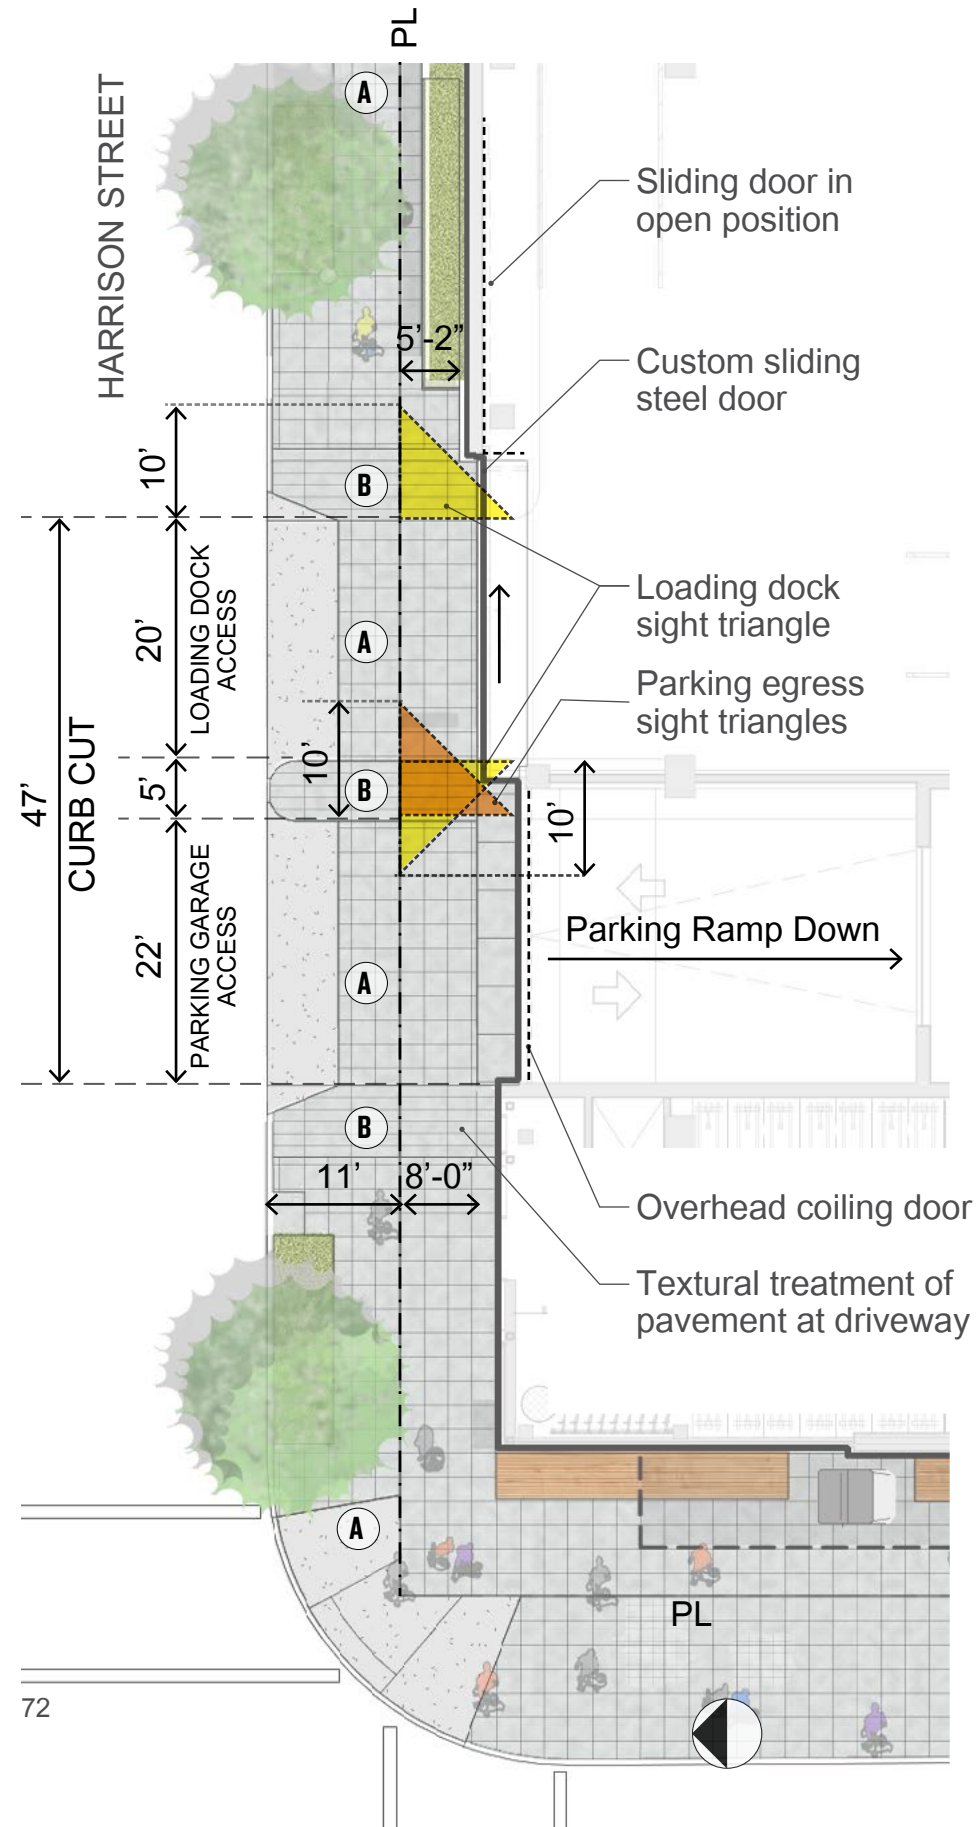 PL
HARRISON STREET
A
Sliding door in
open position
5’-2”
Custom sliding
steel door
10’
B
LOADING DOCK
ACCESS
20’
A
Loading dock
sight triangle
Parking egress
sight triangles
47’
CURB CUT
5’
10’
B
10’
PARKING GARAGE
ACCESS
22’
A
Parking Ramp Down
B
11’
8’-0”
Overhead coiling door
Textural treatment of
pavement at driveway
A
PL
72